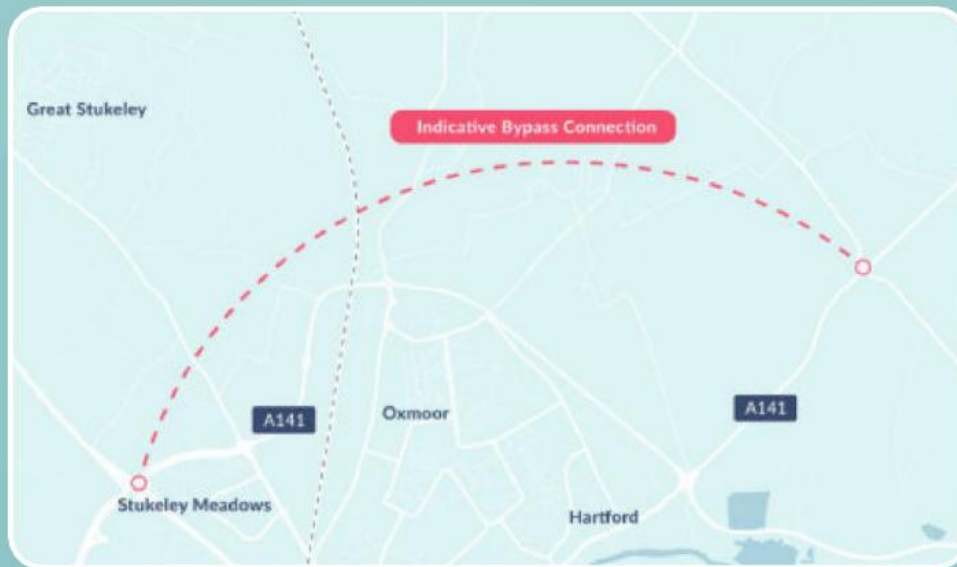 Great Stukeley
Indicative Bypass Connection
A141
Oxmoor
A141
Stukeley Meadows
Hartford